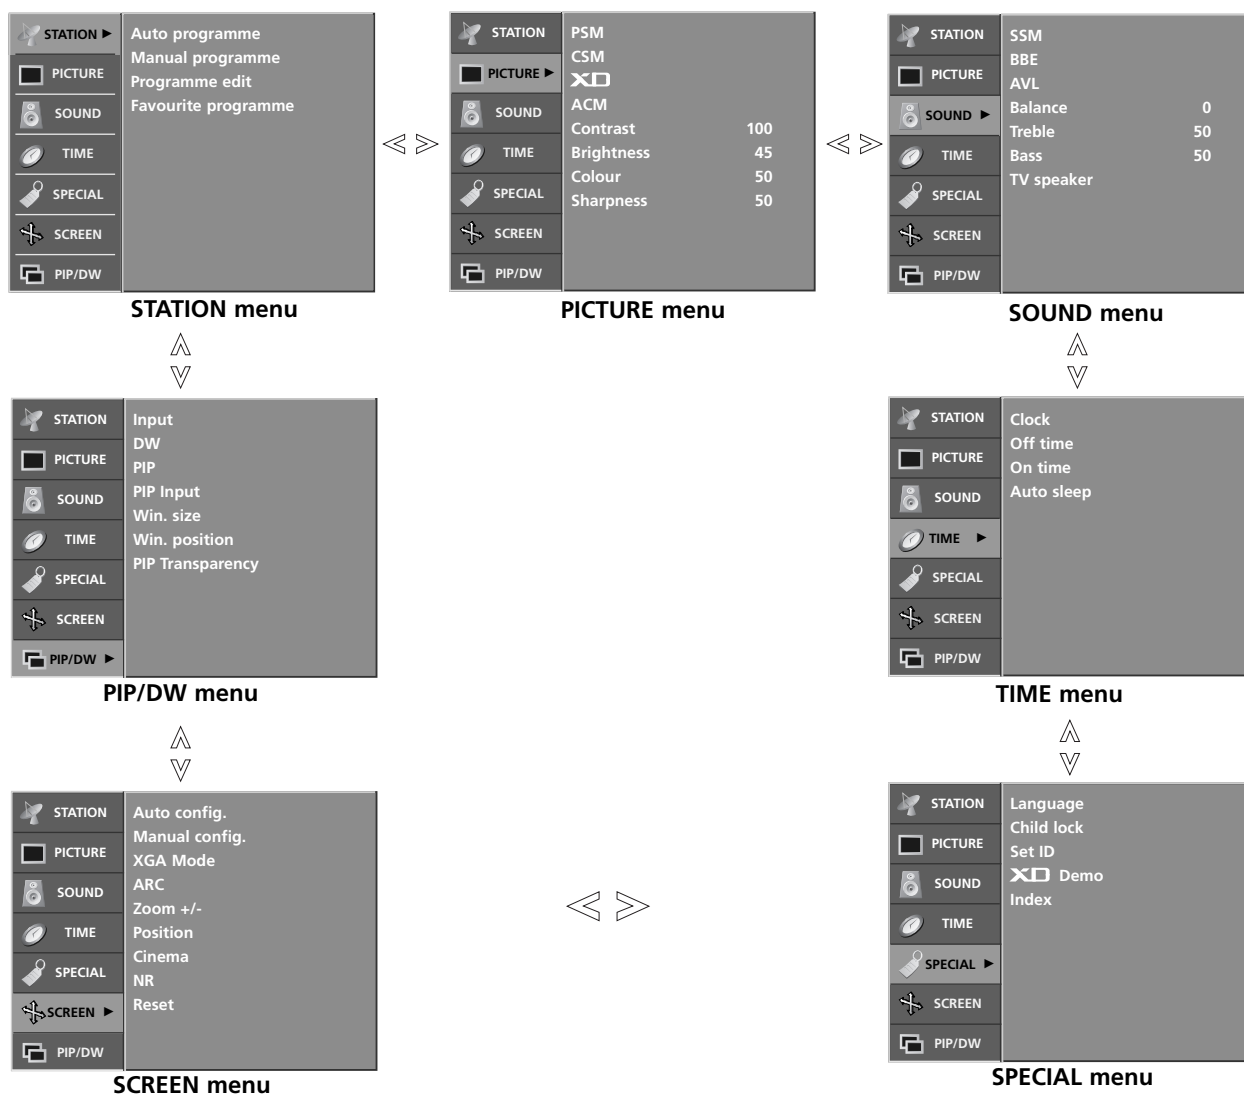 STATION
PICTURE
SOUND
TIME
SPECIAL
SCREEN
PIP/DW
Auto programme
Manual programme
Programme edit
Favourite programme
STATION menu
STATION
PICTURE
SOUND
TIME
SPECIAL
SCREEN
PIP/DW
PSM
CSM
XD
ACM
Contrast 100
Brightness 45
Colour 50
Sharpness 50
PICTURE menu
STATION
PICTURE
SOUND
TIME
SPECIAL
SCREEN
PIP/DW
SSM
BBE
AVL
Balance 0
Treble 50
Bass 50
TV speaker
SOUND menu
STATION
PICTURE
SOUND
TIME
SPECIAL
SCREEN
PIP/DW
Input
DW
PIP
PIP Input
Win. size
Win. position
PIP Transparency
PIP/DW menu
STATION
PICTURE
SOUND
TIME
SPECIAL
SCREEN
PIP/DW
Clock
Off time
On time
Auto sleep
TIME menu
STATION
PICTURE
SOUND
TIME
SPECIAL
SCREEN
PIP/DW
Auto config.
Manual config.
XGA Mode
ARC
Zoom +/-
Position
Cinema
NR
Reset
SCREEN menu
STATION
PICTURE
SOUND
TIME
SPECIAL
SCREEN
PIP/DW
Language
Child lock
Set ID
XD Demo
Index
SPECIAL menu